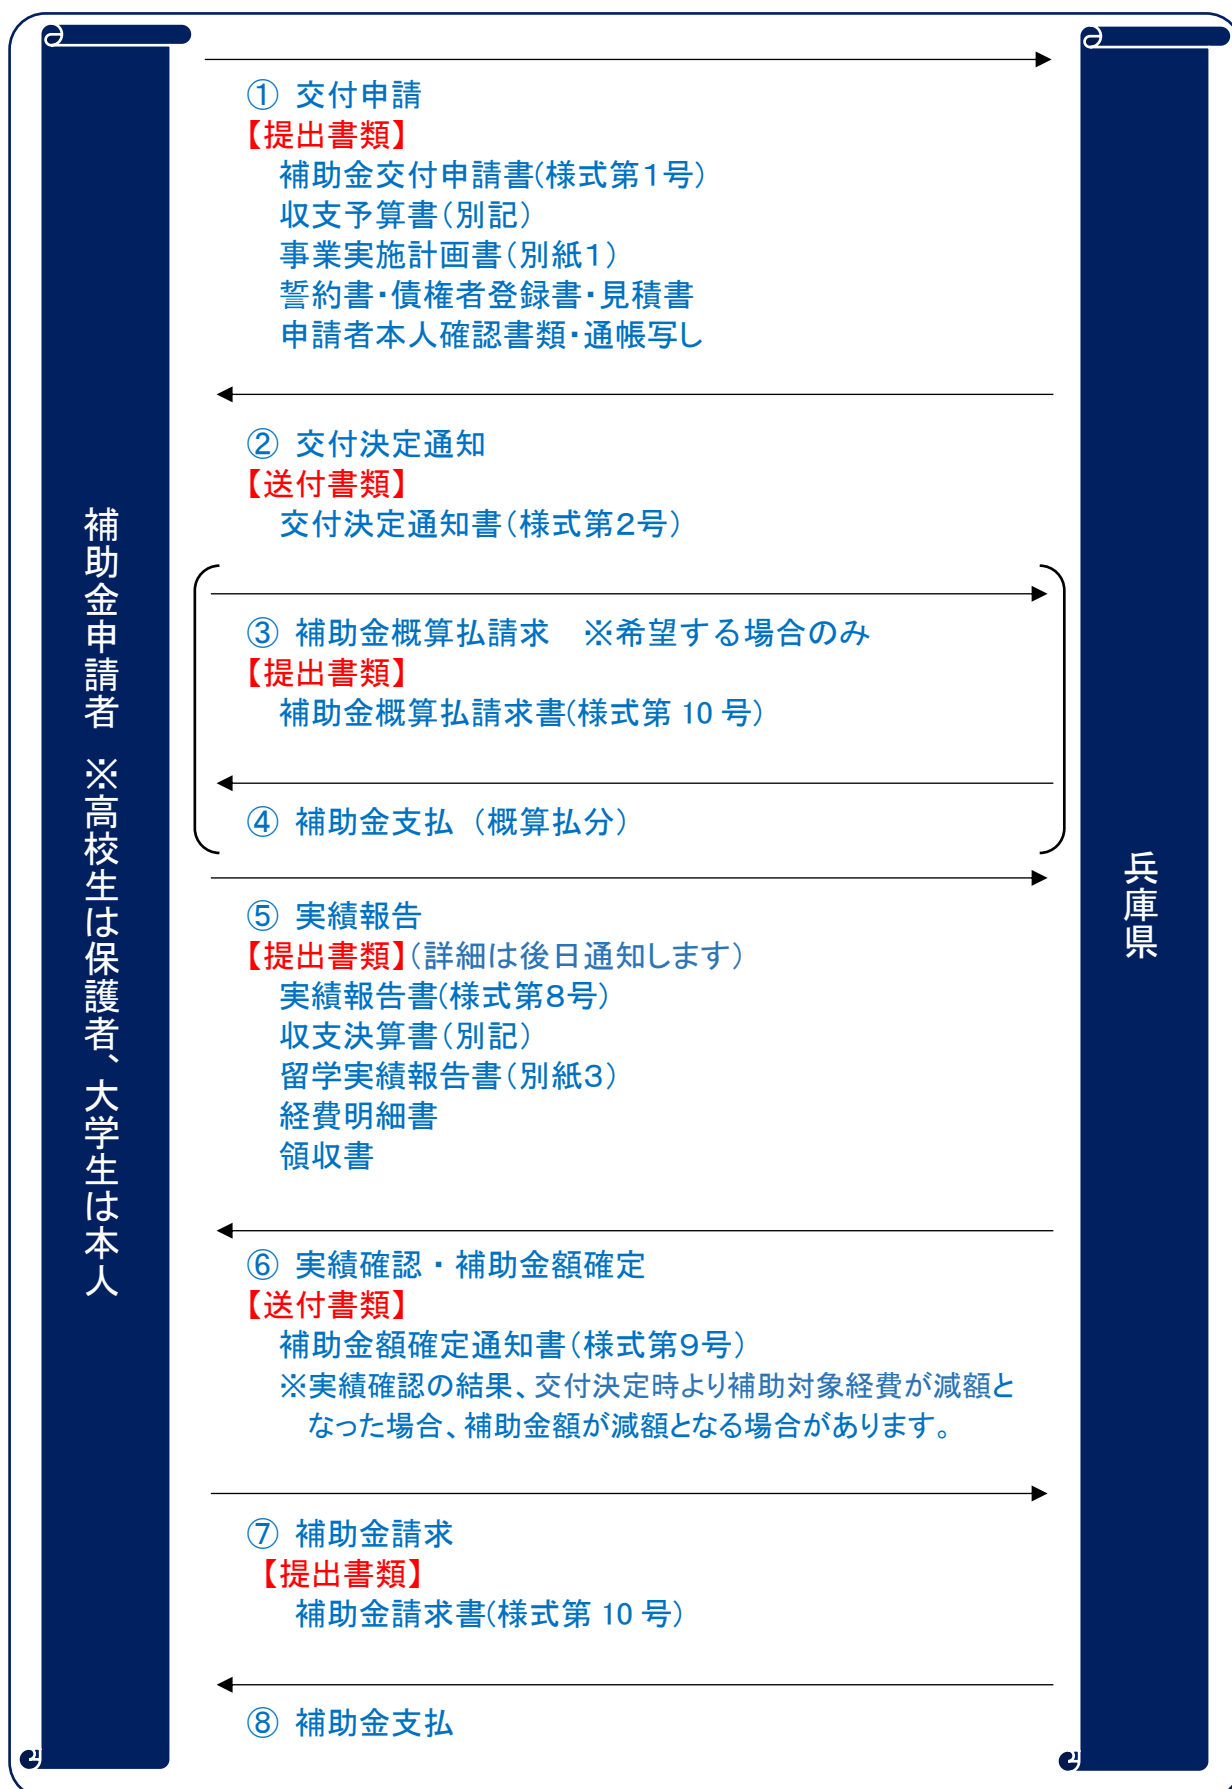 補助金申請者 ※高校生は保護者、大学生は本人
① 交付申請
【提出書類】
補助金交付申請書(様式第1号)
収支予算書(別記)
事業実施計画書(別紙1)
誓約書・債権者登録書・見積書
申請者本人確認書類・通帳写し
② 交付決定通知
【送付書類】
交付決定通知書(様式第2号)
③ 補助金概算払請求 ※希望する場合のみ
【提出書類】
補助金概算払請求書(様式第 10 号)
④ 補助金支払(概算払分)
⑤ 実績報告
【提出書類】(詳細は後日通知します)
実績報告書(様式第8号)
収支決算書(別記)
留学実績報告書(別紙3)
経費明細書
領収書
⑥ 実績確認・補助金額確定
【送付書類】
補助金額確定通知書(様式第9号)
※実績確認の結果、交付決定時より補助対象経費が減額と
なった場合、補助金額が減額となる場合があります。
⑦ 補助金請求
【提出書類】
補助金請求書(様式第 10 号)
⑧ 補助金支払
兵庫県